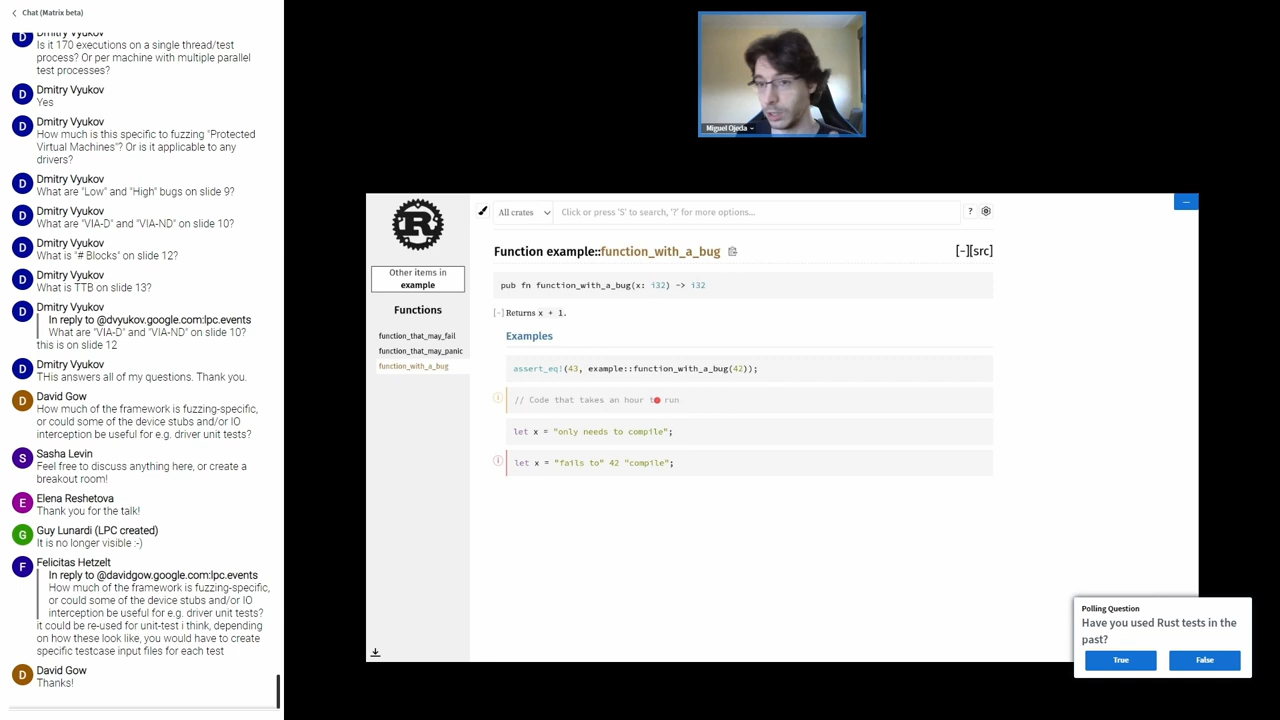 Chat (Matrix beta)
Dmitry Vyukov
Is it 170 executions on a single thread/test
process? Or per machine with multiple parallel
test processes?
D
Dmitry Vyukov
Yes
D
Dmitry Vyukov
How much is this specific to fuzzing "Protected
Virtual Machines"? Or is it applicable to any
drivers?
D
Dmitry Vyukov
What are "Low" and "High" bugs on slide 9?
D
Dmitry Vyukov
What are "VIA-D" and "VIA-ND" on slide 10?
D
Dmitry Vyukov
What is "# Blocks" on slide 12?
D
Dmitry Vyukov
What is TTB on slide 13?
D
Dmitry Vyukov
In reply to @dvyukov.google.com:lpc.events
What are "VIA-D" and "VIA-ND" on slide 10?
this is on slide 12
D
Dmitry Vyukov
THis answers all of my questions. Thank you.
D
David Gow
How much of the framework is fuzzing-specific,
or could some of the device stubs and/or IO
interception be useful for e.g. driver unit tests?
S
Sasha Levin
Feel free to discuss anything here, or create a
breakout room!
E
Elena Reshetova
Thank you for the talk!
G
Guy Lunardi (LPC created)
It is no longer visible :-)
F
Felicitas Hetzelt
In reply to @davidgow.google.com:lpc.events
How much of the framework is fuzzing-specific,
or could some of the device stubs and/or IO
interception be useful for e.g. driver unit tests?
it could be re-used for unit-test i think, depending
on how these look like, you would have to create
specific testcase input files for each test
D
David Gow
Thanks!
Miguel Ojeda
R
Other items in
example
Functions
function_that_may_fail
function_that_may_panic
function_with_a_bug
All crates
Click or press 'S' to search, '?' for more options…
?
Function example::function_with_a_bug
[-][src]
pub fn function_with_a_bug(x: i32) -> i32
[-] Returns x + 1.
Examples
assert_eq!(43, example::function_with_a_bug(42));
// Code that takes an hour to run
let x = "only needs to compile";
let x = "fails to" 42 "compile";
Polling Question
Have you used Rust tests in the
past?
True
False